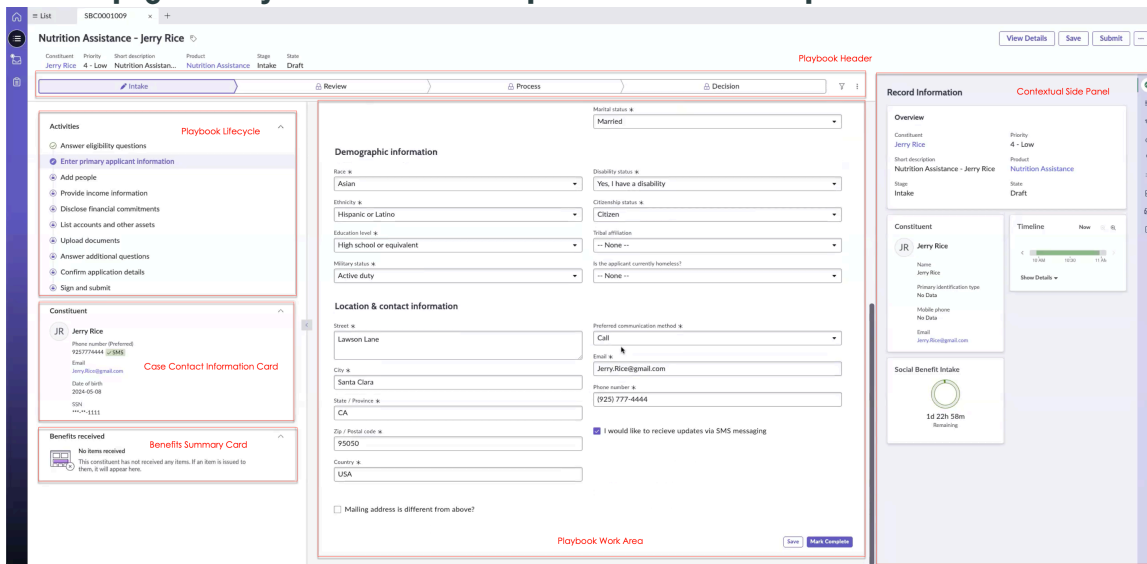 List
SBC0001009
Nutrition Assistance - Jerry Rice
View Details
Save
Submit
Constituent
Priority
Short description
Product
Stage
State
Jerry Rice
4 - Low
Nutrition Assistan...
Nutrition Assistance
Intake
Draft
Playbook Header
Intake
Review
Process
Decision
Activities
Playbook Lifecycle
Answer eligibility questions
Enter primary applicant information
Add people
Provide income information
Disclose financial commitments
List accounts and other assets
Upload documents
Answer additional questions
Confirm application details
Sign and submit
Constituent
JR
Jerry Rice
Phone number (Preferred)
9257774444
SMS
Email
Jerry.Rice@gmail.com
Case Contact Information Card
Date of birth
2024-05-08
SSN
***-**-1111
Benefits received
Benefits Summary Card
No items received
This constituent has not received any items. If an item is issued to
them, it will appear here.
Marital status *
Married
Demographic information
Race *
Asian
Disability status *
Yes, I have a disability
Ethnicity *
Hispanic or Latino
Citizenship status *
Citizen
Education level *
High school or equivalent
Tribal affiliation
-- None --
Military status *
Active duty
Is the applicant currently homeless?
-- None --
Location & contact information
Street *
Lawson Lane
Preferred communication method *
Call
City *
Santa Clara
Email *
Jerry.Rice@gmail.com
State / Province *
CA
Phone number *
(925) 777-4444
Zip / Postal code *
95050
I would like to recieve updates via SMS messaging
Country *
USA
Mailing address is different from above?
Playbook Work Area
Save
Mark Complete
Record Information
Contextual Side Panel
Overview
Constituent
Jerry Rice
Priority
4 - Low
Short description
Nutrition Assistance - Jerry Rice
Product
Nutrition Assistance
Stage
Intake
State
Draft
Constituent
JR
Jerry Rice
Name
Jerry Rice
Primary identification type
No Data
Mobile phone
No Data
Email
Jerry.Rice@gmail.com
Timeline
Now
Show Details
Social Benefit Intake
1d 22h 58m
Remaining